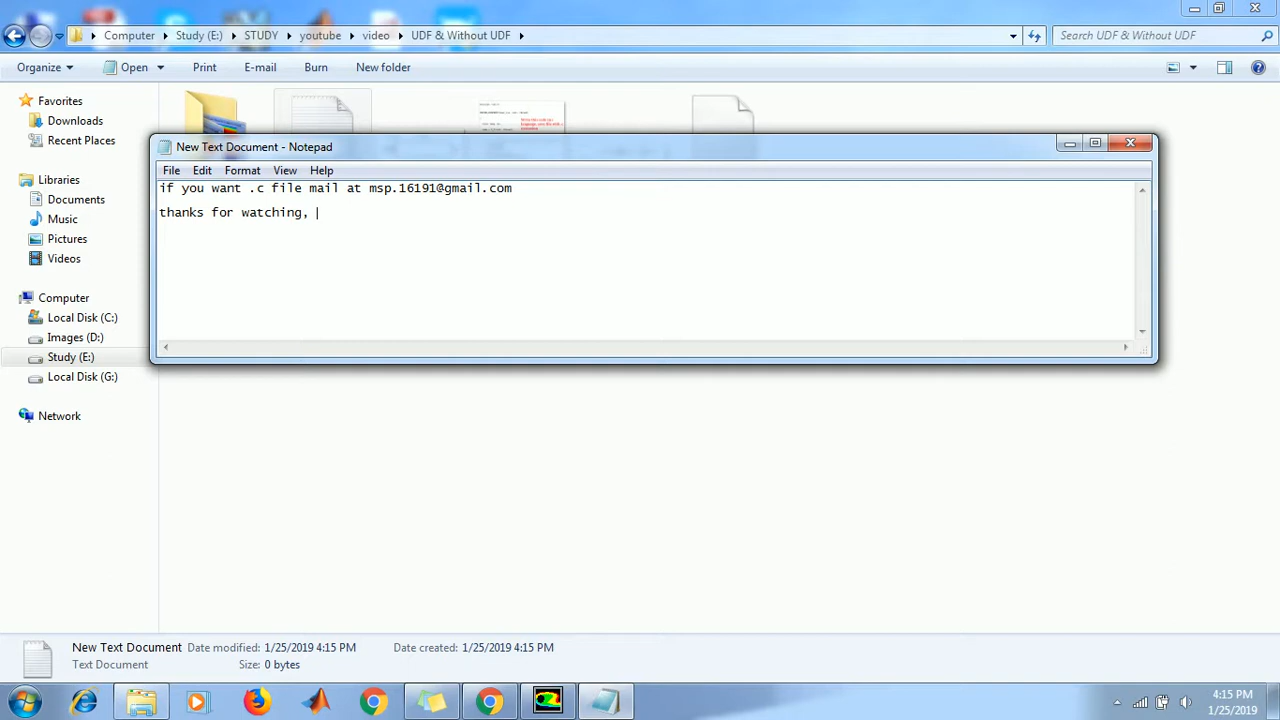 Computer Study (E:) STUDY youtube video UDF & Without UDF
Search UDF & Without UDF
Organize Open Print E-mail Burn New folder
Favorites
Downloads
Recent Places
Libraries
Documents
Music
Pictures
Videos
Computer
Local Disk (C:)
Images (D:)
Study (E:)
Local Disk (G:)
Network
New Text Document - Notepad
File Edit Format View Help
if you want .c file mail at msp.16191@gmail.com
thanks for watching,
New Text Document Date modified: 1/25/2019 4:15 PM Date created: 1/25/2019 4:15 PM
Text Document Size: 0 bytes
4:15 PM
1/25/2019